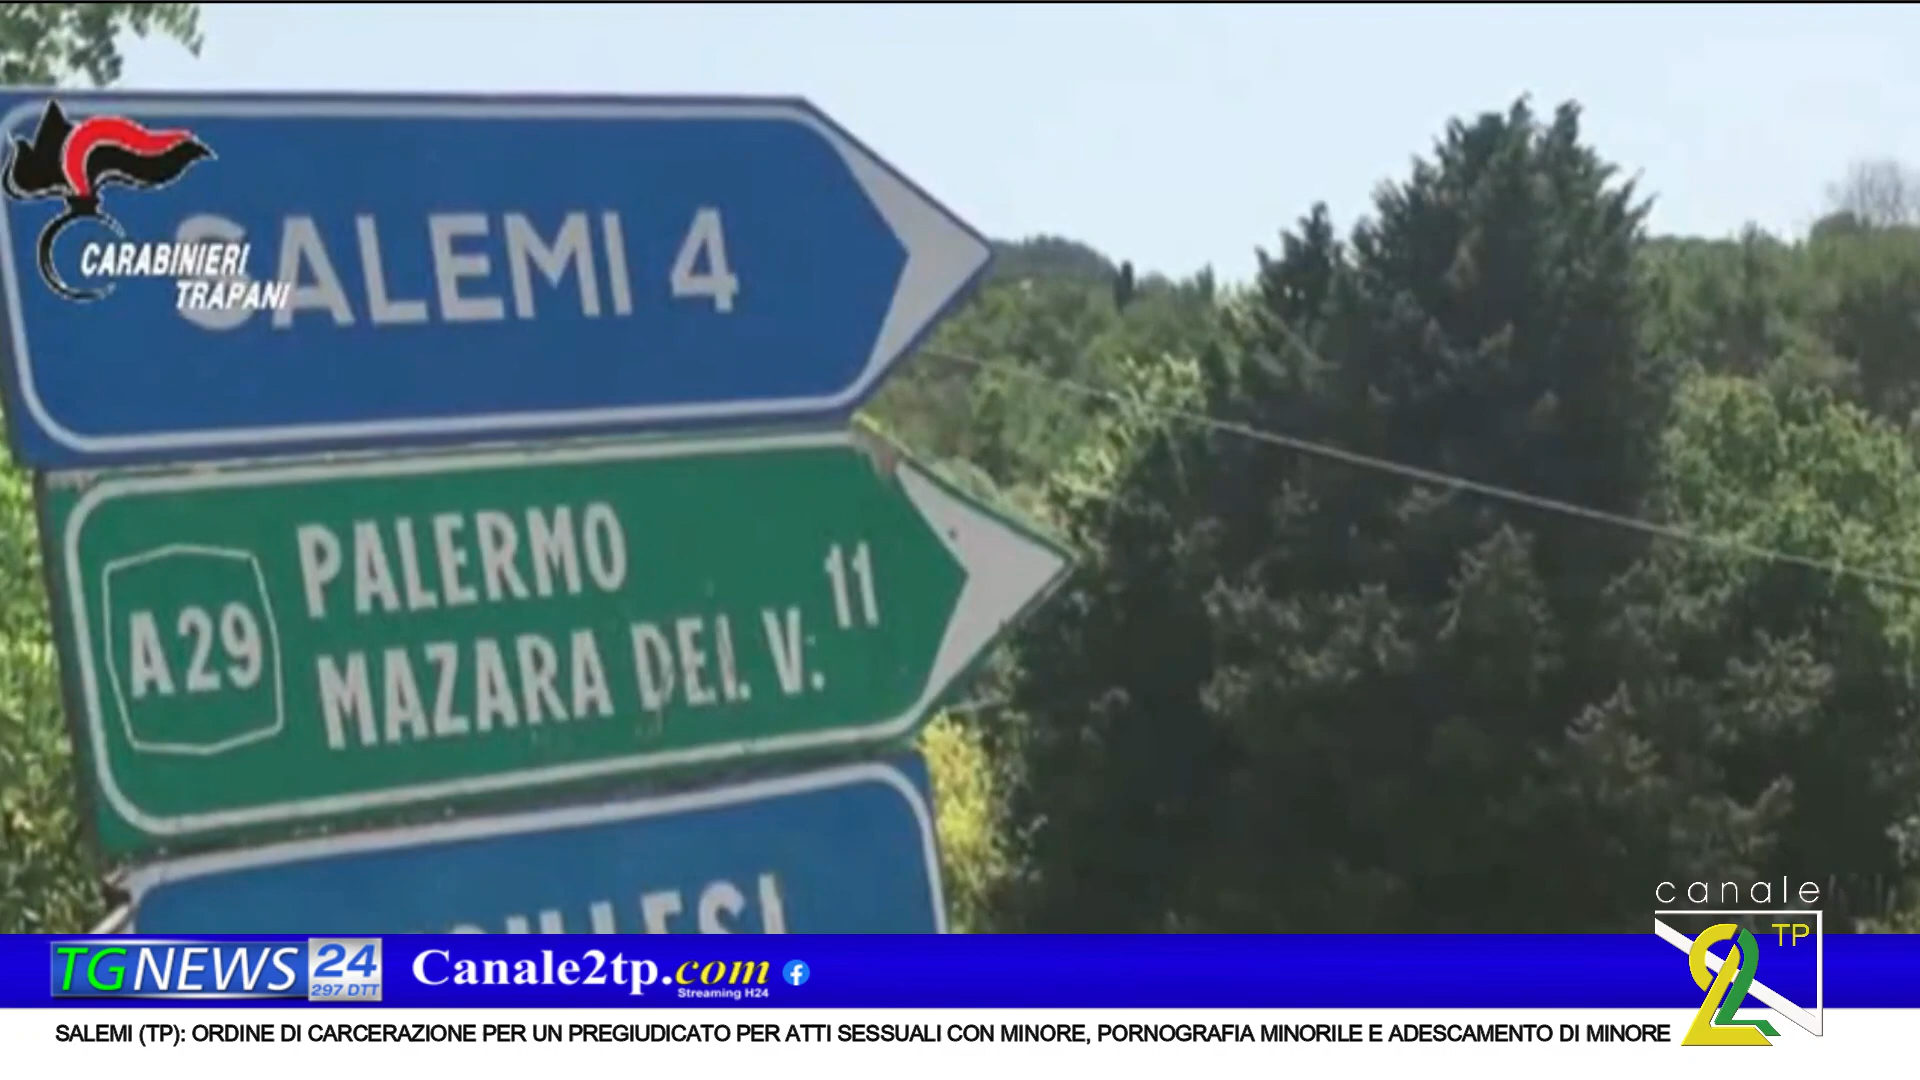 SALEMI 4
CARABINIERI
TRAPANI
A29
PALERMO
MAZARA DEL V. 11
canale
2 TP
TGNEWS 24
297 DTT
Canale2tp.com
Streaming H24
SALEMI (TP): ORDINE DI CARCERAZIONE PER UN PREGIUDICATO PER ATTI SESSUALI CON MINORE, PORNOGRAFIA MINORILE E ADESCAMENTO DI MINORE